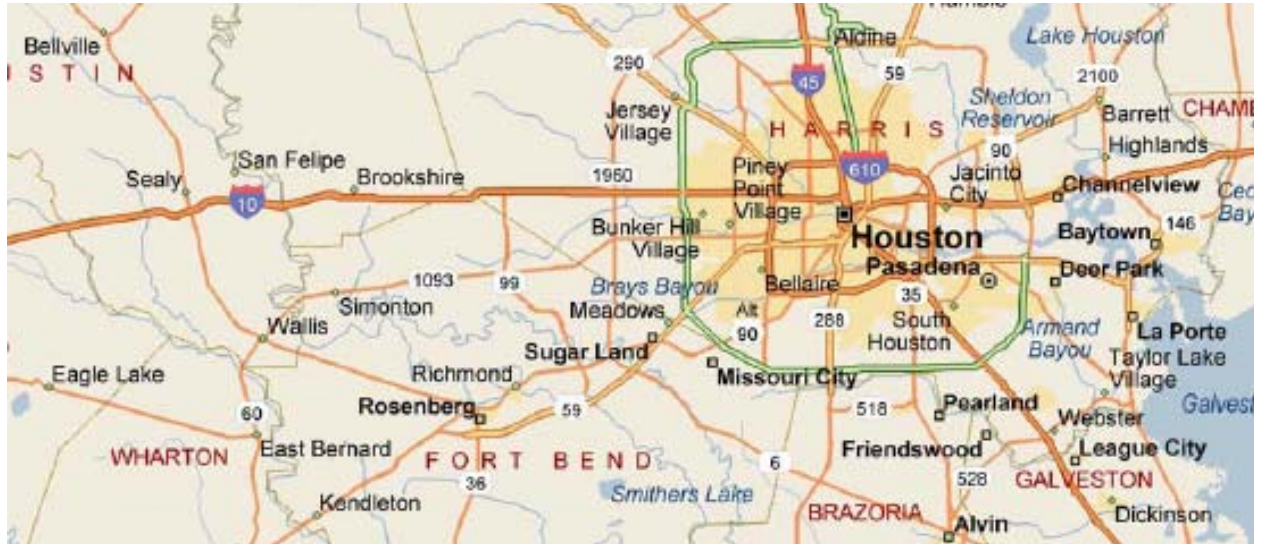 Bellville
Aldine
Lake Houston
290
59
45
2100
Jersey
Village
Sheldon
Reservoir
Barrett
HARRIS
Highlands
90
San Felipe
Piney
Point
Village
610
Jacinto
City
Sealy
Brookshire
1960
Channelview
10
146
Bunker Hill
Village
Houston
Baytown
Pasadena
Deer Park
1093
99
Brays Bayou
Bellaire
Simonton
35
Meadows
Alt
90
288
South
Houston
Armand
Bayou
Wallis
La Porte
Sugar Land
Taylor Lake
Village
Eagle Lake
Richmond
Missouri City
60
Rosenberg
59
518
Pearland
Webster
East Bernard
Friendswood
League City
WHARTON
FORT BEND
6
36
528
GALVESTON
Smithers Lake
Kendleton
BRAZORIA
Alvin
Dickinson